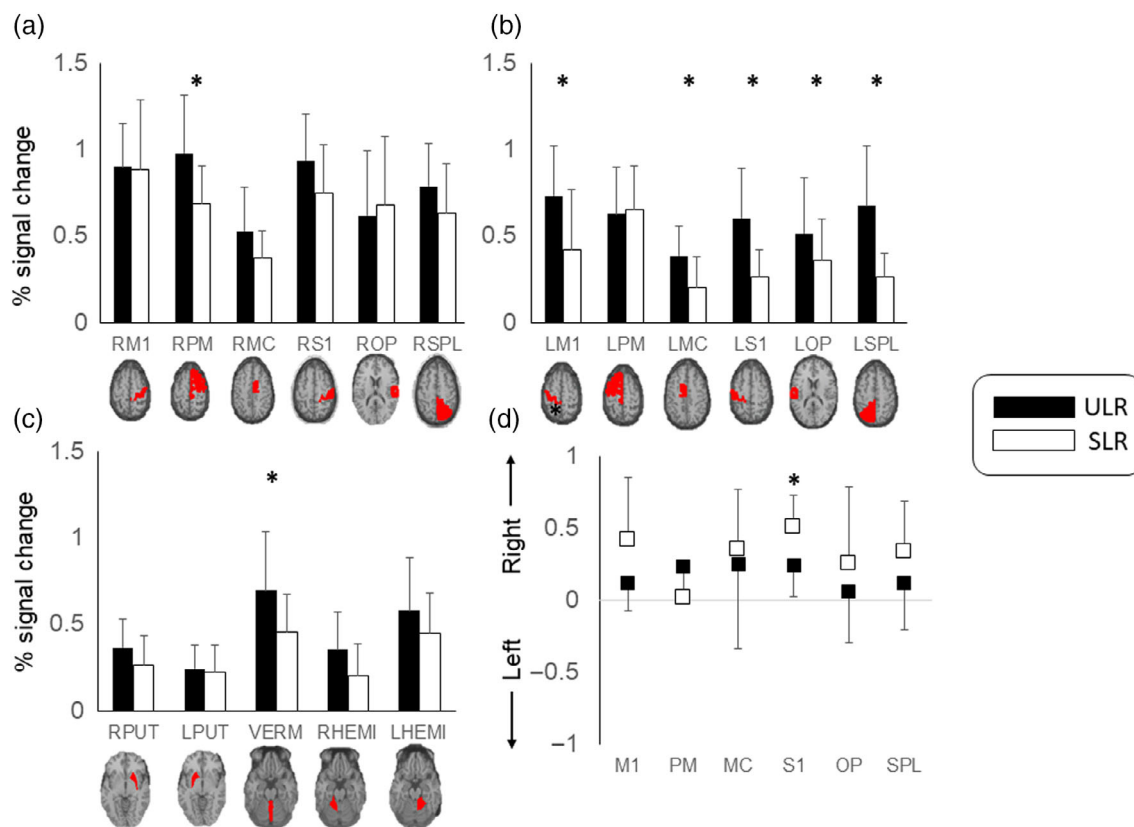 (a)
1.5
*
1
0.5
0
% signal change
RM1 RPM RMC RS1 ROP RSPL
(b)
1.5
* * * * *
1
0.5
0
LM1 LPM LMC LS1 LOP LSPL
*
(c)
1.5
*
1
0.5
0
% signal change
RPUT LPUT VERM RHEMI LHEMI
(d)
1
*
0.5
0
−0.5
−1
Right
Left
M1 PM MC S1 OP SPL
ULR
SLR